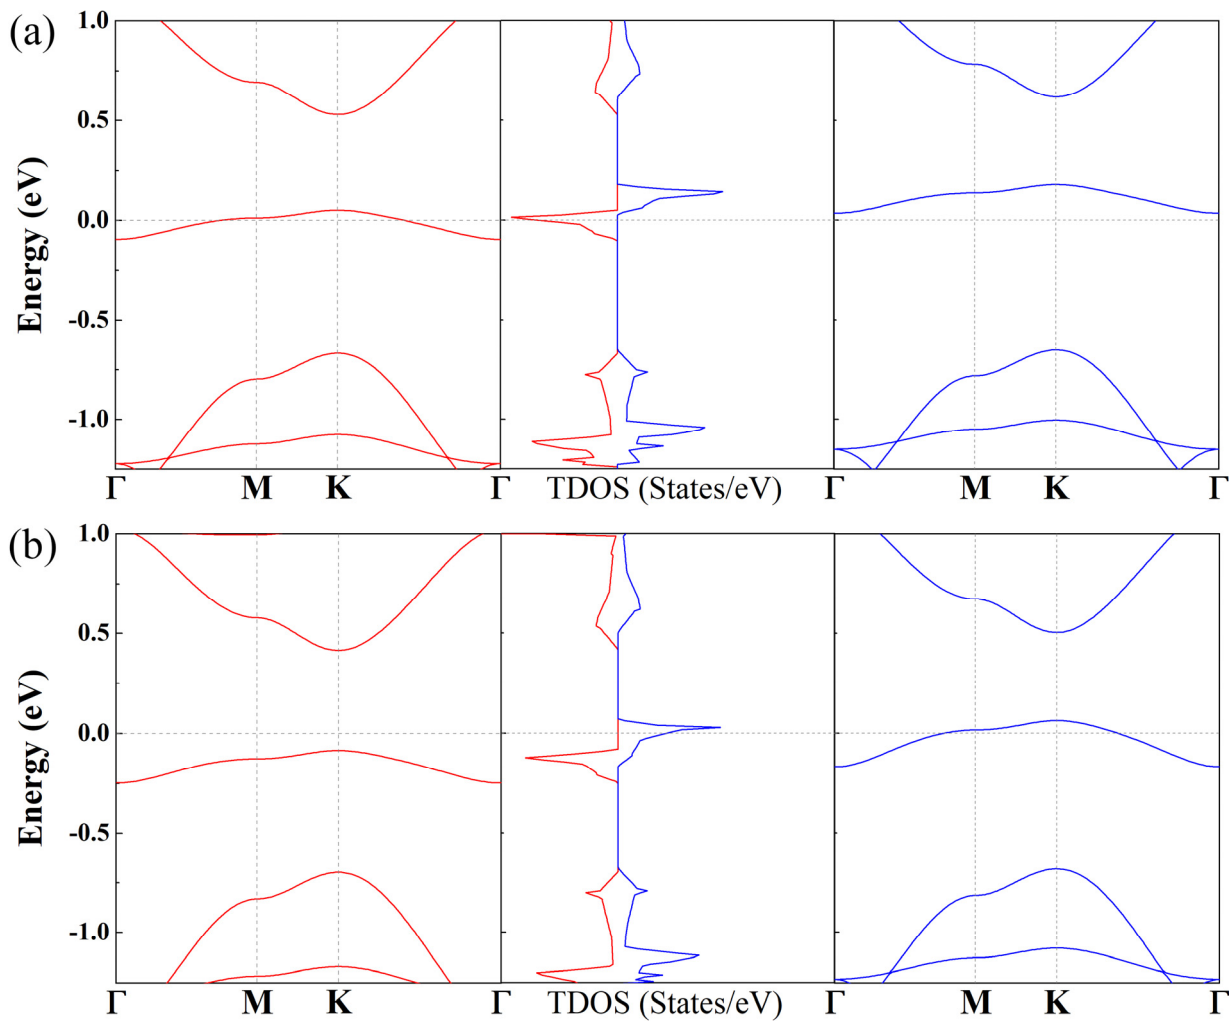 (a)
Energy (eV)
1.0
0.5
0.0
-0.5
-1.0
Γ M K Γ TDOS (States/eV) Γ M K Γ
(b)
Energy (eV)
1.0
0.5
0.0
-0.5
-1.0
Γ M K Γ TDOS (States/eV) Γ M K Γ